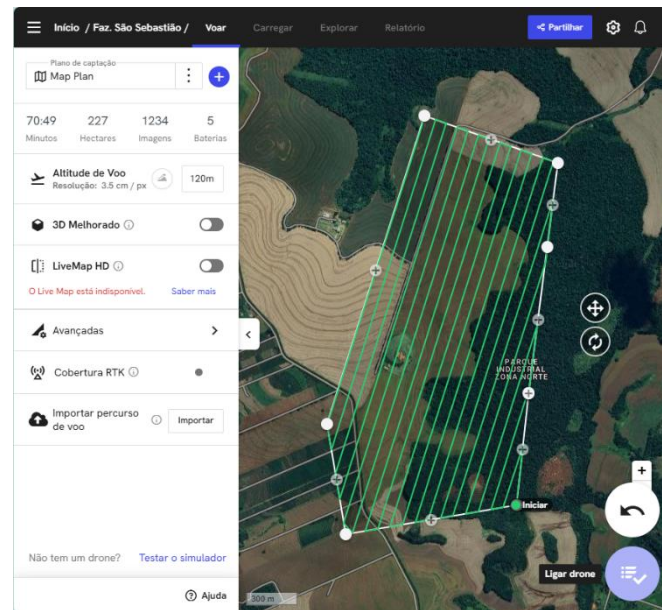 Início / Faz. São Sebastião / Voar Carregar Explorar Relatório Partilhar
Plano de captação
Map Plan
70:49 227 1234 5
Minutos Hectares Imagens Baterias
Altitude de Voo
Resolução: 3.5 cm / px
120m
3D Melhorado
LiveMap HD
O Live Map está indisponível. Saber mais
Avançadas
Cobertura RTK
Importar percurso
de voo
Importar
Não tem um drone? Testar o simulador
Ajuda
PARQUE
INDUSTRIAL
ZONA NORTE
Iniciar
Ligar drone
300 m